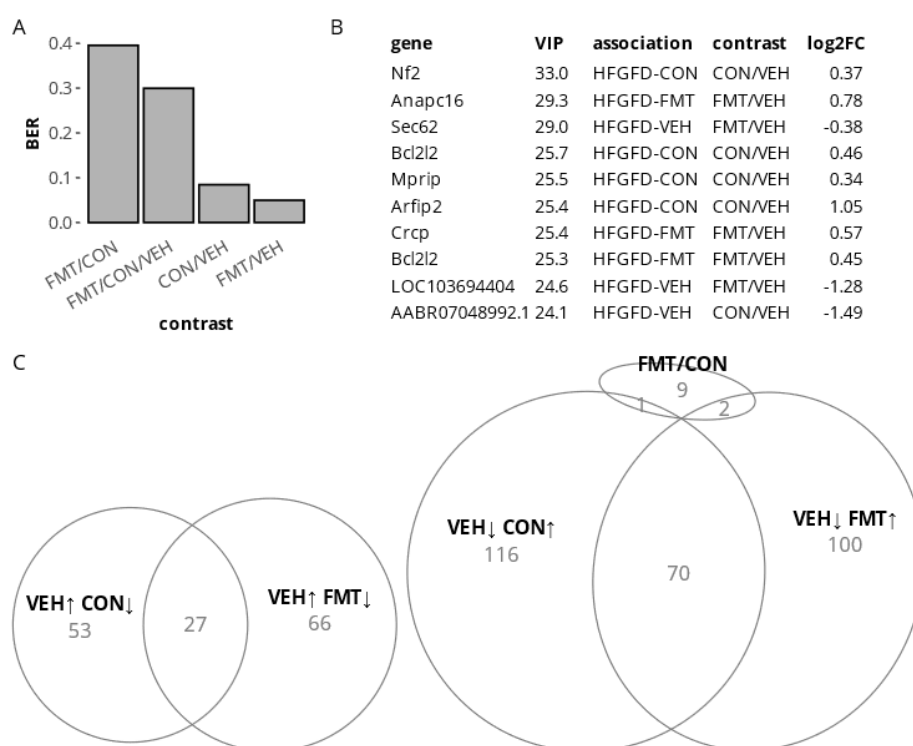 A
BER
0.4
0.3
0.2
0.1
0.0
FMT/CON
FMT/CON/VEH
CON/VEH
FMT/VEH
contrast
B
gene VIP association contrast log2FC
Nf2 33.0 HFGFD-CON CON/VEH 0.37
Anapc16 29.3 HFGFD-FMT FMT/VEH 0.78
Sec62 29.0 HFGFD-VEH FMT/VEH -0.38
Bcl2l2 25.7 HFGFD-CON CON/VEH 0.46
Mprip 25.5 HFGFD-CON CON/VEH 0.34
Arfip2 25.4 HFGFD-CON CON/VEH 1.05
Crcp 25.4 HFGFD-FMT FMT/VEH 0.57
Bcl2l2 25.3 HFGFD-FMT FMT/VEH 0.45
LOC103694404 24.6 HFGFD-VEH FMT/VEH -1.28
AABR07048992.1 24.1 HFGFD-VEH CON/VEH -1.49
C
VEH↑ CON↓
53
27
VEH↑ FMT↓
66
FMT/CON
9
1
2
VEH↓ CON↑
116
70
VEH↓ FMT↑
100